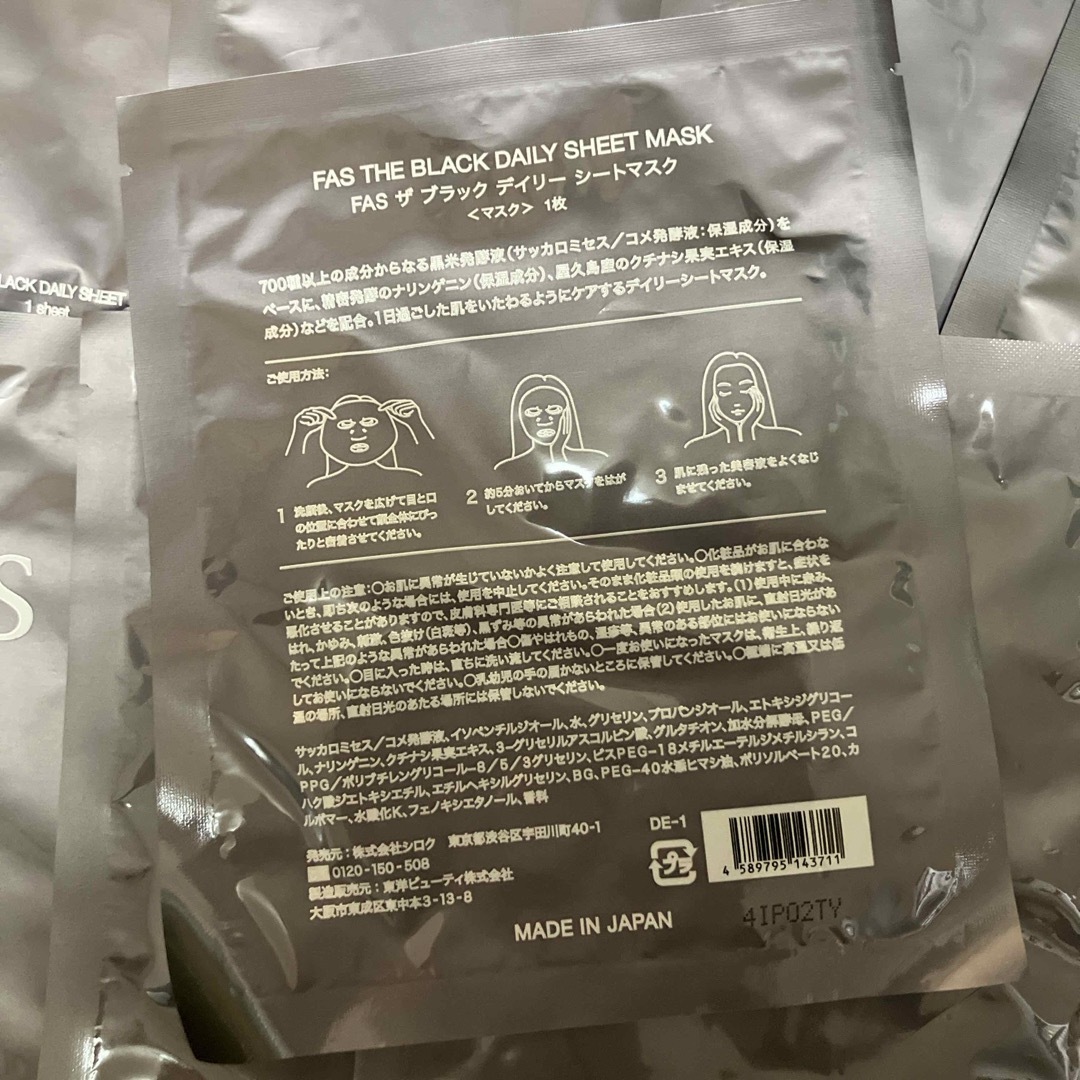 FAS THE BLACK DAILY SHEET MASK
FAS ザ ブラック デイリー シートマスク
<マスク> 1枚
700種以上の成分からなる黒米発酵液(サッカロミセス/コメ発酵液:保湿成分)を
ベースに、精密発酵のナリンゲニン(保湿成分)、屋久島産のクチナシ果実エキス(保湿
成分)などを配合。1日過ごした肌をいたわるようにケアするデイリーシートマスク。
ご使用方法:
1 洗顔後、マスクを広げて目と口
の位置に合わせて顔全体にぴっ
たりと密着させてください。
2 約5分おいてからマスクをはが
してください。
3 肌に残った美容液をよくなじ
ませてください。
ご使用上の注意:○お肌に異常が生じていないかよく注意して使用してください。○化粧品がお肌に合わな
いとき、即ち次のような場合には、使用を中止してください。そのまま化粧品類の使用を続けますと、症状を
悪化させることがありますので、皮膚科専門医等にご相談されることをおすすめします。(1)使用中に赤み、
はれ、かゆみ、刺激、色抜け(白斑等)、黒ずみ等の異常があらわれた場合(2)使用したお肌に、直射日光があ
たって上記のような異常があらわれた場合○傷やはれもの、湿疹等、異常のある部位にはお使いにならない
でください。○目に入った時は、直ちに洗い流してください。○一度お使いになったマスクは、衛生上、繰り返
してお使いにならないでください。○乳幼児の手の届かないところに保管してください。○極端に高温又は低
温の場所、直射日光のあたる場所には保管しないでください。
サッカロミセス/コメ発酵液、イソペンチルジオール、水、グリセリン、プロパンジオール、エトキシジグリコー
ル、ナリンゲニン、クチナシ果実エキス、3-グリセリルアスコルビン酸、グルタチオン、加水分解酵母、PEG/
PPG/ポリブチレングリコール-8/5/3グリセリン、ビスPEG-18メチルエーテルジメチルシラン、コ
ハク酸ジエトキシエチル、エチルヘキシルグリセリン、BG、PEG-40水添ヒマシ油、ポリソルベート20、カ
ルボマー、水酸化K、フェノキシエタノール、香料
発売元:株式会社シロク 東京都渋谷区宇田川町40-1
0120-150-508
製造販売元:東洋ビューティ株式会社
大阪市東成区東中本3-13-8
DE-1
プラ
4 589795 143711
MADE IN JAPAN
4IP02TY
LACK DAILY SHEET
1 sheet
S